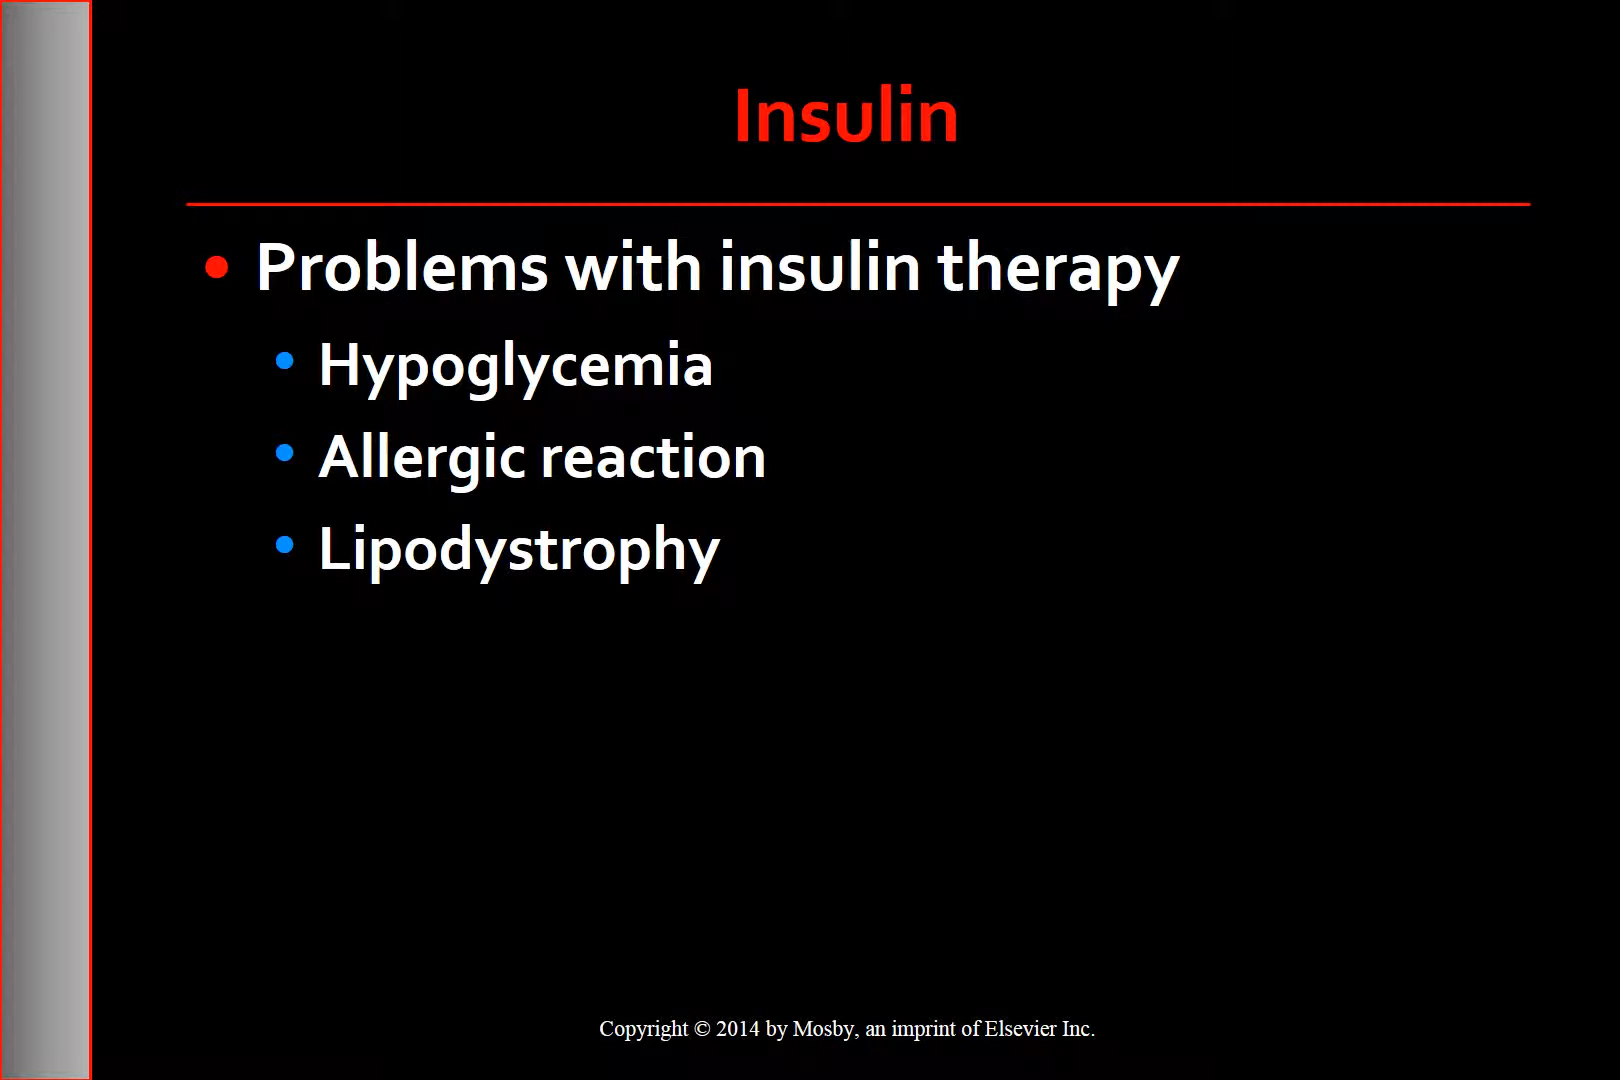 Insulin
• Problems with insulin therapy
• Hypoglycemia
• Allergic reaction
• Lipodystrophy
Copyright © 2014 by Mosby, an imprint of Elsevier Inc.